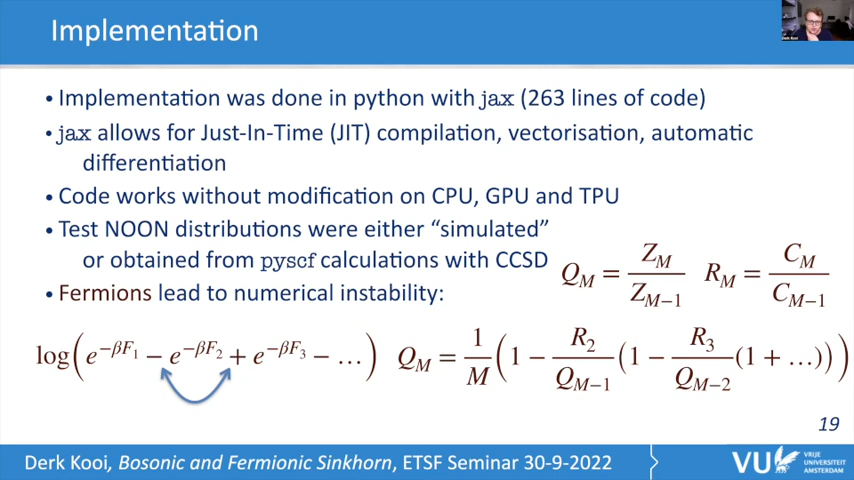 Implementation
Derk Kooi
• Implementation was done in python with jax (263 lines of code)
• jax allows for Just-In-Time (JIT) compilation, vectorisation, automatic
differentiation
• Code works without modification on CPU, GPU and TPU
• Test NOON distributions were either “simulated”
or obtained from pyscf calculations with CCSD
Q_M = Z_M / Z_{M−1}   R_M = C_M / C_{M−1}
• Fermions lead to numerical instability:
log(e^{−βF_1} − e^{−βF_2} + e^{−βF_3} − …)   Q_M = 1/M (1 − R_2/Q_{M−1} (1 − R_3/Q_{M−2} (1 + …)))
19
Derk Kooi, Bosonic and Fermionic Sinkhorn, ETSF Seminar 30-9-2022
VU VRIJE
UNIVERSITEIT
AMSTERDAM